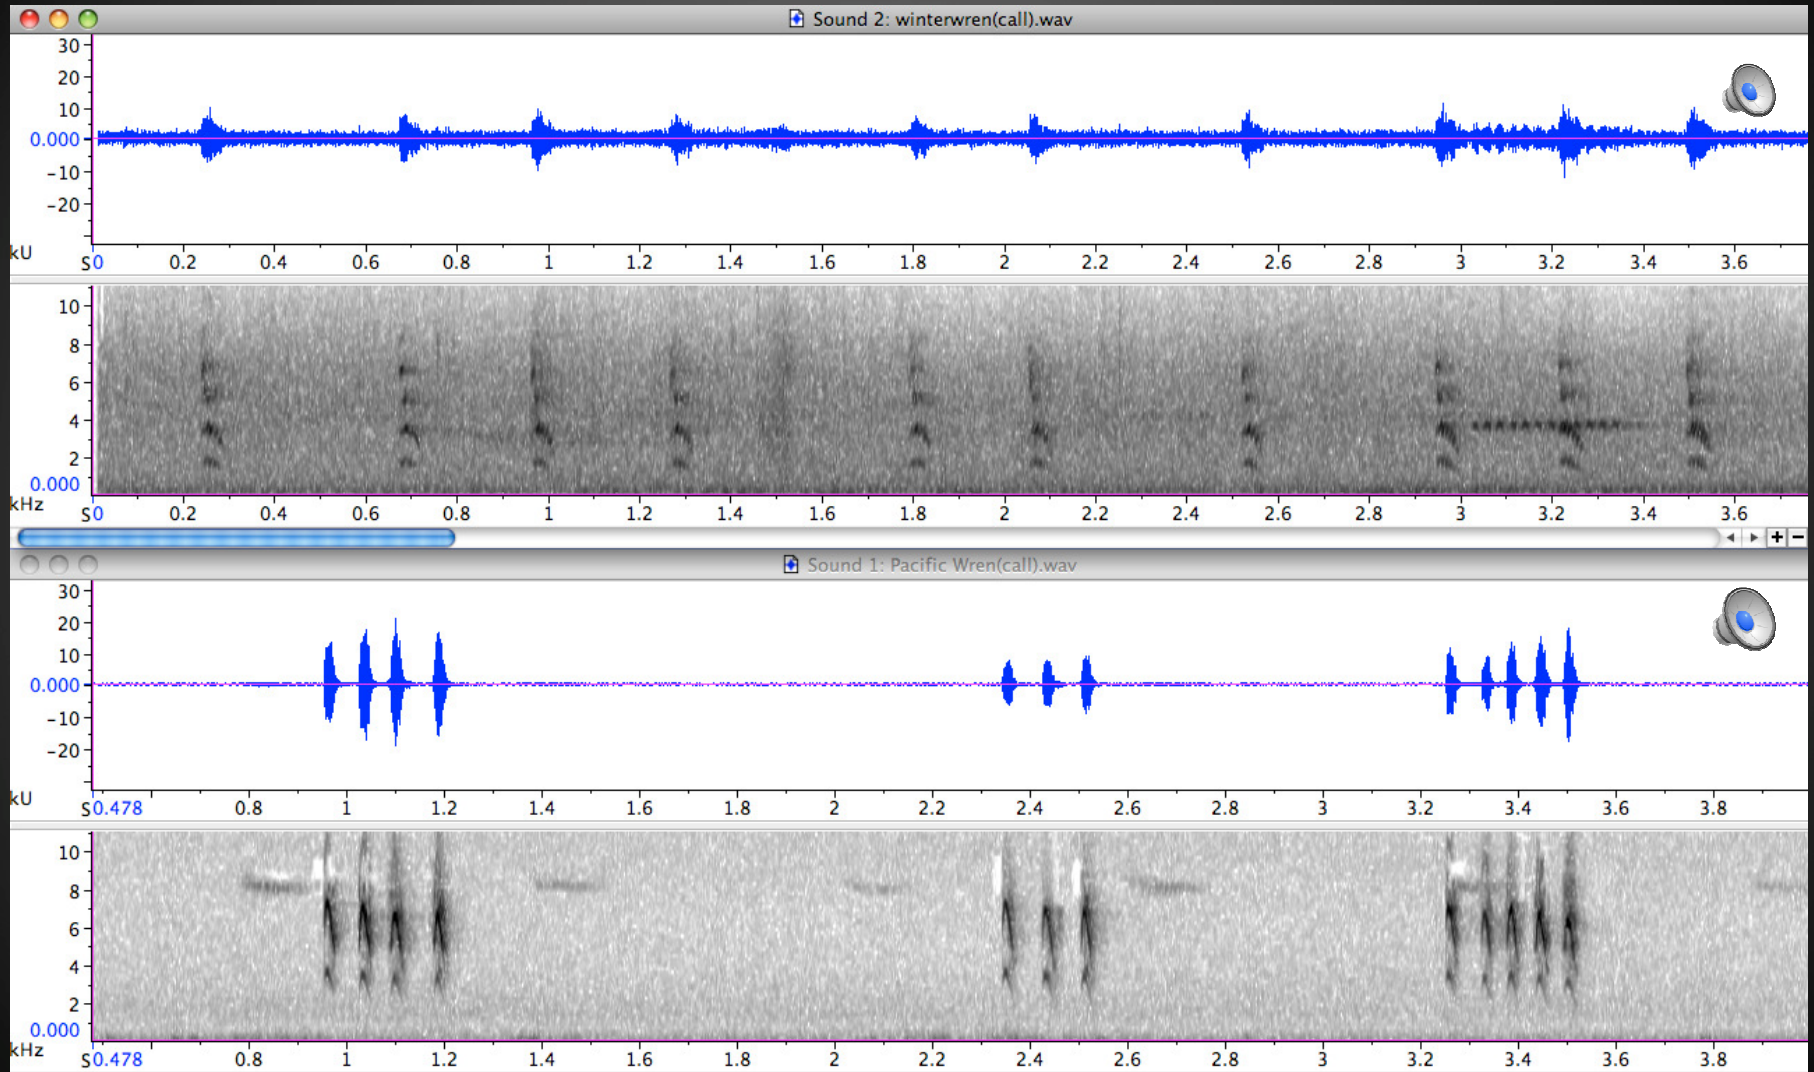 Sound 2: winterwren(call).wav
30
20
10
0.000
-10
-20
kU
S0 0.2 0.4 0.6 0.8 1 1.2 1.4 1.6 1.8 2 2.2 2.4 2.6 2.8 3 3.2 3.4 3.6
10
8
6
4
2
0.000
kHz
S0 0.2 0.4 0.6 0.8 1 1.2 1.4 1.6 1.8 2 2.2 2.4 2.6 2.8 3 3.2 3.4 3.6
Sound 1: Pacific Wren(call).wav
30
20
10
0.000
-10
-20
kU
S0.478 0.8 1 1.2 1.4 1.6 1.8 2 2.2 2.4 2.6 2.8 3 3.2 3.4 3.6 3.8
10
8
6
4
2
0.000
kHz
S0.478 0.8 1 1.2 1.4 1.6 1.8 2 2.2 2.4 2.6 2.8 3 3.2 3.4 3.6 3.8